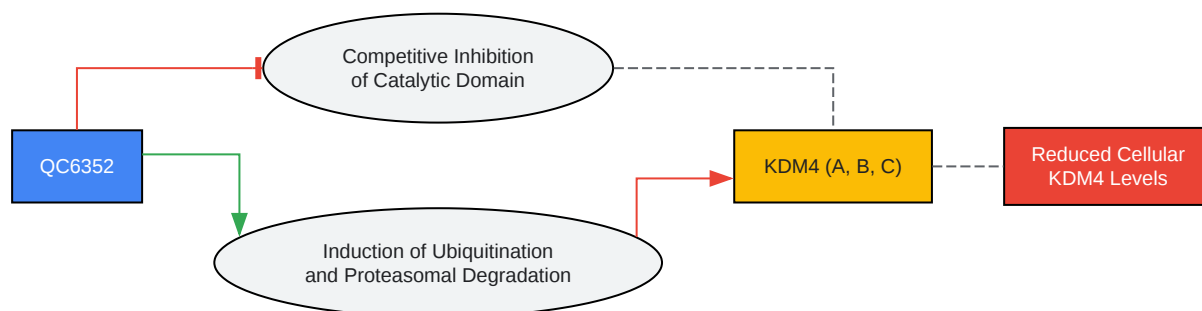 Competitive Inhibition
of Catalytic Domain
QC6352
KDM4 (A, B, C)
Reduced Cellular
KDM4 Levels
Induction of Ubiquitination
and Proteasomal Degradation